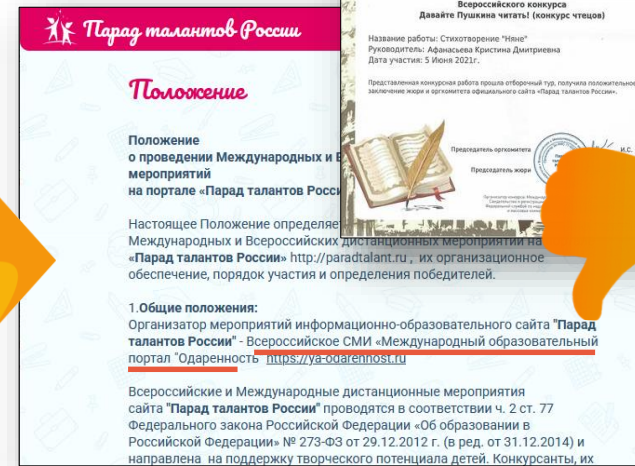 Парад талантов России
Положение
Положение
о проведении Международных и
мероприятий
на портале «Парад талантов Росси
Настоящее Положение определяе
Международных и Всероссийских дистанционных мероприятий на
«Парад талантов России» http://paradtalant.ru , их организационное
обеспечение, порядок участия и определения победителей.
1.Общие положения:
Организатор мероприятий информационно-образовательного сайта "Парад
талантов России" - Всероссийское СМИ «Международный образовательный
портал "Одаренность" https://ya-odarennost.ru
Всероссийские и Международные дистанционные мероприятия
сайта "Парад талантов России" проводятся в соответствии ч. 2 ст. 77
Федерального закона Российской Федерации «Об образовании в
Российской Федерации» № 273-ФЗ от 29.12.2012 г. (в ред. от 31.12.2014) и
направлена на поддержку творческого потенциала детей. Конкурсанты, их
Всероссийского конкурса
Давайте Пушкина читать! (конкурс чтецов)
Название работы: Стихотворение "Няне"
Руководитель: Афанасьева Кристина Дмитриевна
Дата участия: 5 Июня 2021г.
Представленная конкурсная работа прошла отборочный тур, получила положительное
заключение жюри и оргкомитета официального сайта «Парад талантов России».
Председатель оргкомитета
И.С.
Председатель жюри